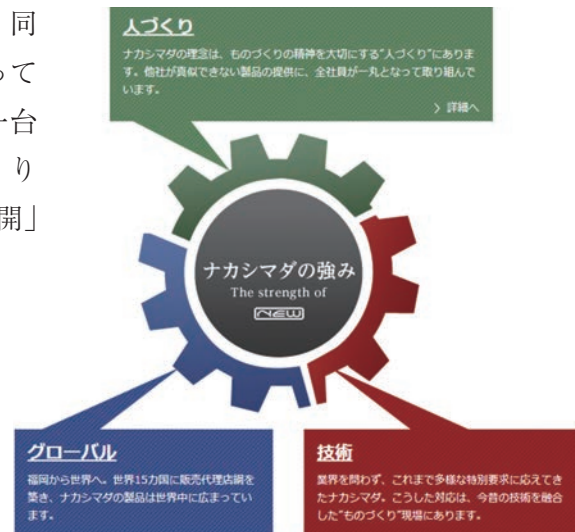 同
って
一台
り
開」
人づくり
ナカシマダの理念は、ものづくりの精神を大切にする"人づくり"にありま
す。他社が真似できない製品の提供に、全社員が一丸となって取り組んで
います。
> 詳細へ
ナカシマダの強み
The strength of
NEW
グローバル
福岡から世界へ。世界15カ国に販売代理店網を
築き、ナカシマダの製品は世界中に広まってい
ます。
技術
業界を問わず、これまで多様な特別要求に応えてき
たナカシマダ。こうした対応は、今昔の技術を融合
した"ものづくり"現場にあります。